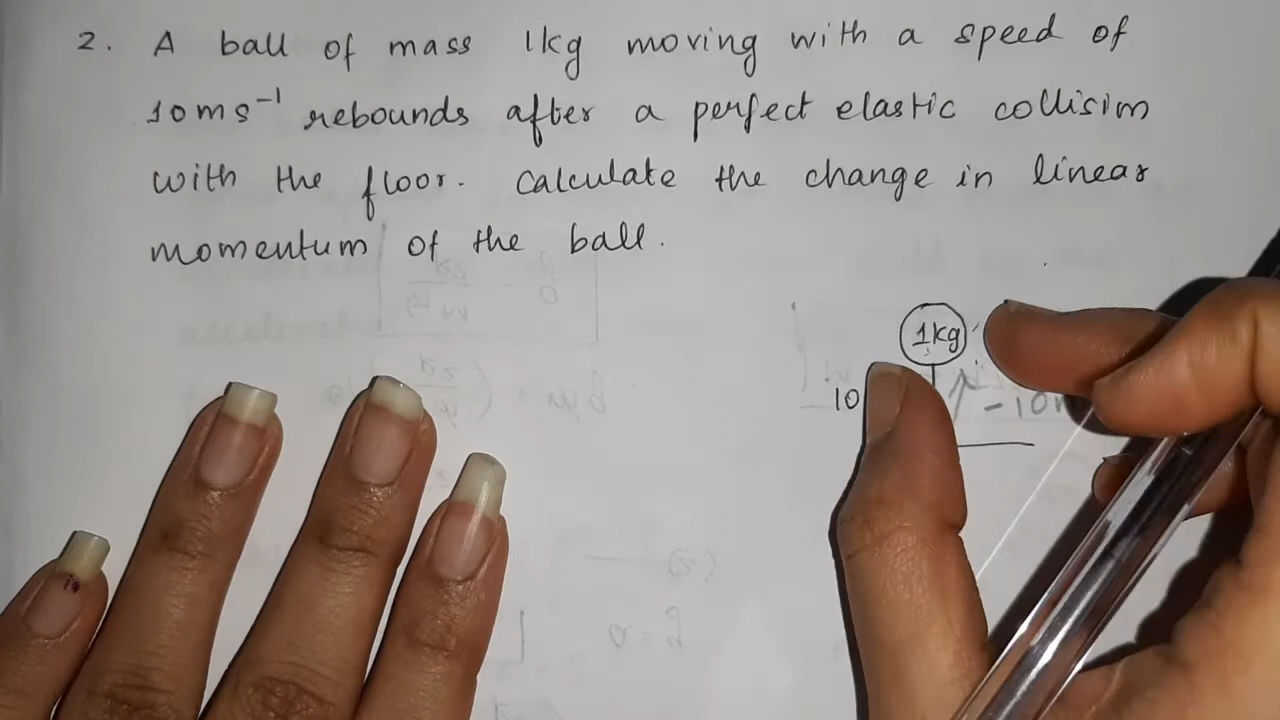 2. A ball of mass 1kg moving with a speed of
10ms⁻¹ rebounds after a perfect elastic collision
with the floor. Calculate the change in linear
momentum of the ball.
1kg
10
-10m